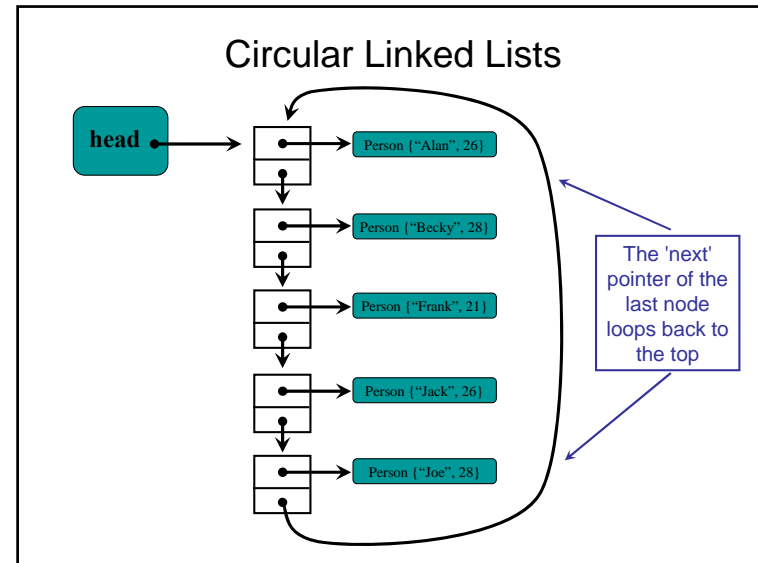 Circular Linked Lists
head
Person {“Alan”, 26}
Person {“Becky”, 28}
Person {“Frank”, 21}
Person {“Jack”, 26}
Person {“Joe”, 28}
The 'next'
pointer of the
last node
loops back to
the top